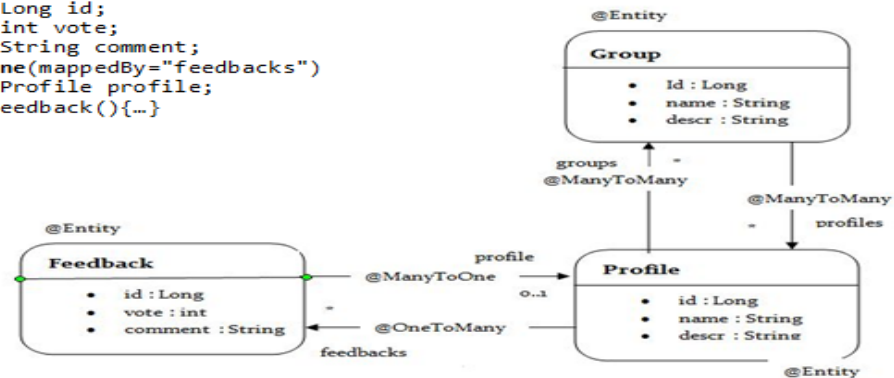 Long id;
int vote;
String comment;
ne(mappedBy="feedbacks")
Profile profile;
eedback(){…}
@Entity
Group
• Id : Long
• name : String
• descr : String
groups *
@ManyToMany
@ManyToMany
* profiles
@Entity
Feedback
• id : Long
• vote : int
• comment : String
profile
@ManyToOne
0..1
*
@OneToMany
feedbacks
Profile
• id : Long
• name : String
• descr : String
@Entity